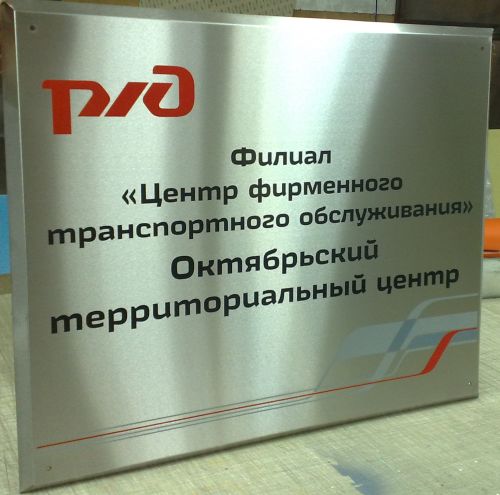 РЖД
Филиал
«Центр фирменного
транспортного обслуживания»
Октябрьский
территориальный центр